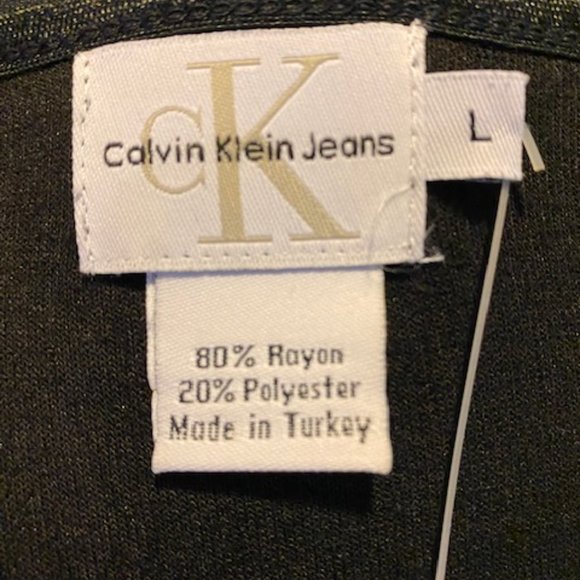 cK
Calvin Klein Jeans
L
80% Rayon
20% Polyester
Made in Turkey